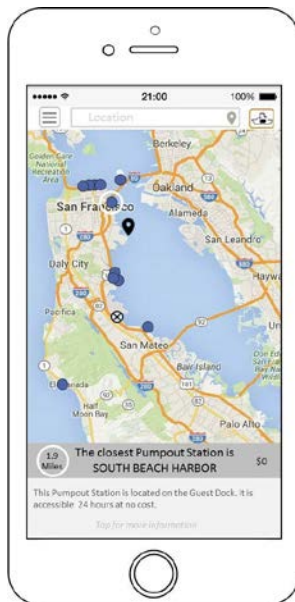 21:00
100%
Location
Berkeley
Golden Gate
National
Recreation
Area
Oakland
San Francisco
Alameda
San Leandro
Daly City
Haywa
Pacifica
San Mateo
Bair Island
El Granada
Half
Moon Bay
Palo Alto
1.9
Miles
The closest Pumpout Station is
SOUTH BEACH HARBOR
$0
This Pumpout Station is located on the Guest Dock. It is
accessible 24 hours at no cost.
Tap for more information